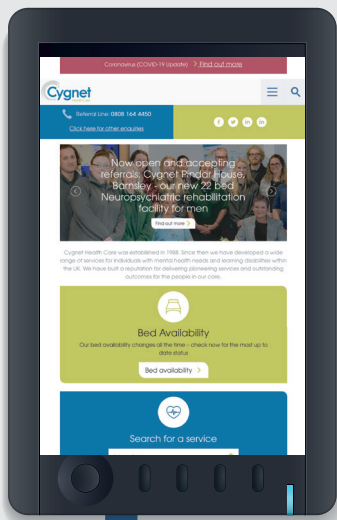 Coronavirus (COVID-19 Update) > Find out more
Cygnet
Health Care
Referral Line: 0808 164 4450
Click here for other enquiries
Now open and accepting
referrals, Cygnet Pindar House,
Barnsley - our new 22 bed
Neuropsychiatric rehabilitation
facility for men
Find out more >
Cygnet Health Care was established in 1988. Since then we have developed a wide
range of services for individuals with mental health needs and learning disabilities within
the UK. We have built a reputation for delivering pioneering services and outstanding
outcomes for the people in our care.
Bed Availability
Our bed availability changes all the time - check now for the most up to
date status
Bed availability >
Search for a service